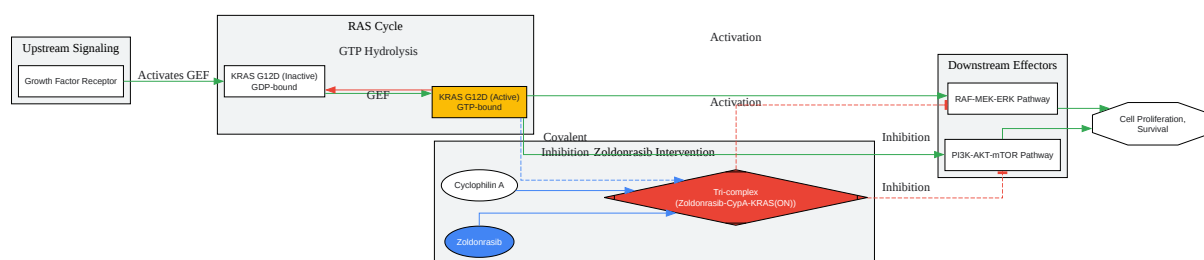 RAS Cycle
GTP Hydrolysis
Activation
Upstream Signaling
Growth Factor Receptor
Activates GEF
KRAS G12D (Inactive)
GDP-bound
GEF
KRAS G12D (Active)
GTP-bound
Activation
Downstream Effectors
RAF-MEK-ERK Pathway
Cell Proliferation,
Survival
Covalent
Inhibition
Zoldonrasib Intervention
Inhibition
PI3K-AKT-mTOR Pathway
Cyclophilin A
Tri-complex
(Zoldonrasib-CypA-KRAS(ON))
Inhibition
Zoldonrasib